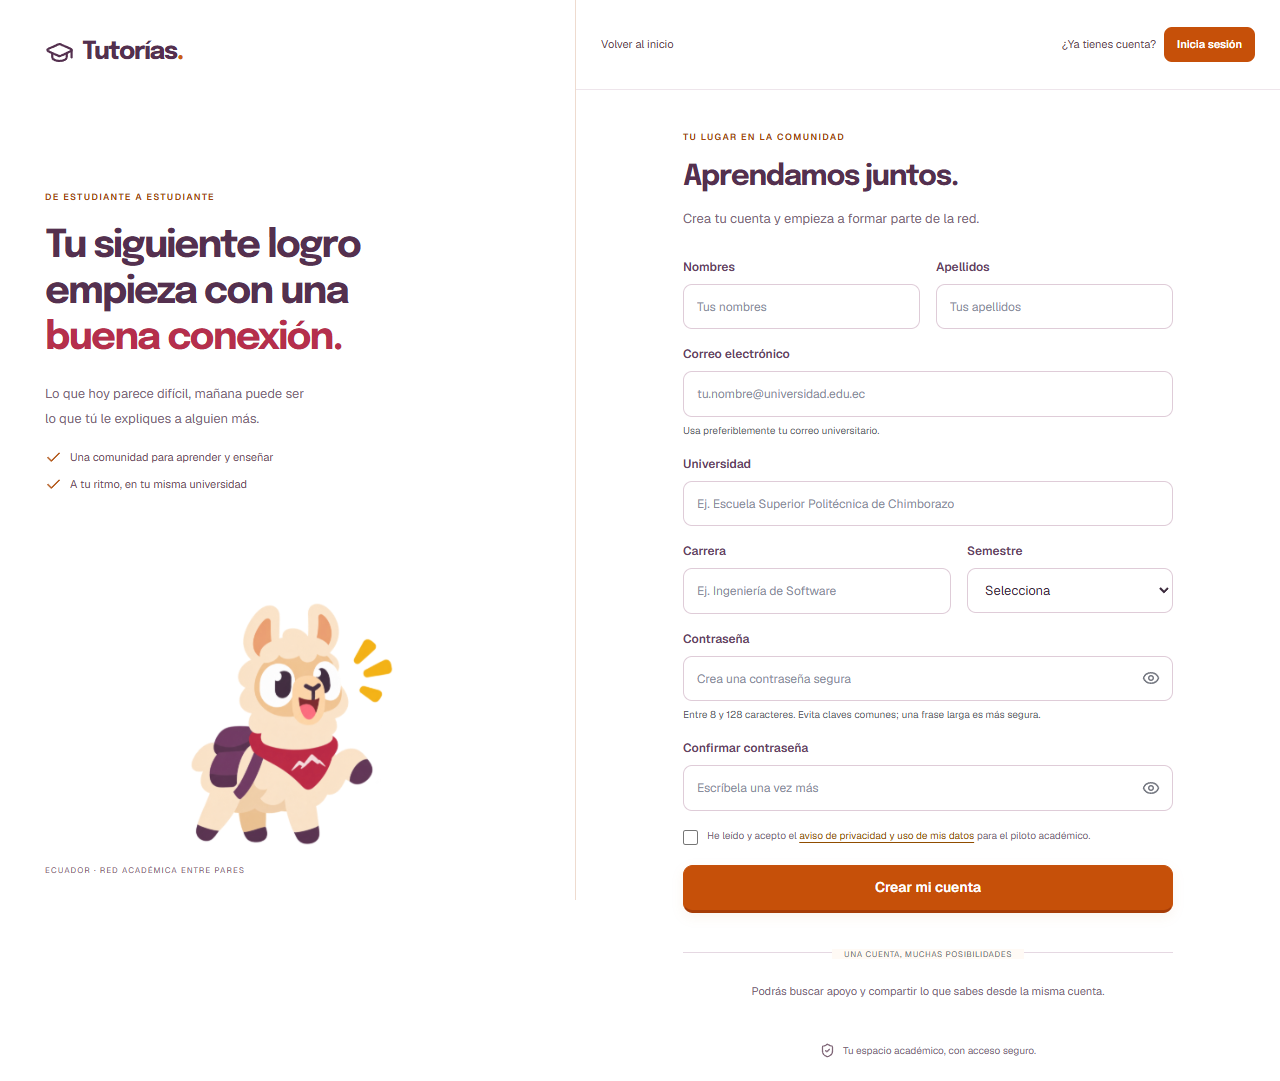 Tutorías.
Volver al inicio
¿Ya tienes cuenta?
Inicia sesión
DE ESTUDIANTE A ESTUDIANTE
Tu siguiente logro
empieza con una
buena conexión.
Lo que hoy parece difícil, mañana puede ser
lo que tú le expliques a alguien más.
Una comunidad para aprender y enseñar
A tu ritmo, en tu misma universidad
ECUADOR · RED ACADÉMICA ENTRE PARES
TU LUGAR EN LA COMUNIDAD
Aprendamos juntos.
Crea tu cuenta y empieza a formar parte de la red.
Nombres
Tus nombres
Apellidos
Tus apellidos
Correo electrónico
tu.nombre@universidad.edu.ec
Usa preferiblemente tu correo universitario.
Universidad
Ej. Escuela Superior Politécnica de Chimborazo
Carrera
Ej. Ingeniería de Software
Semestre
Selecciona
Contraseña
Crea una contraseña segura
Entre 8 y 128 caracteres. Evita claves comunes; una frase larga es más segura.
Confirmar contraseña
Escríbela una vez más
He leído y acepto el aviso de privacidad y uso de mis datos para el piloto académico.
Crear mi cuenta
UNA CUENTA, MUCHAS POSIBILIDADES
Podrás buscar apoyo y compartir lo que sabes desde la misma cuenta.
Tu espacio académico, con acceso seguro.